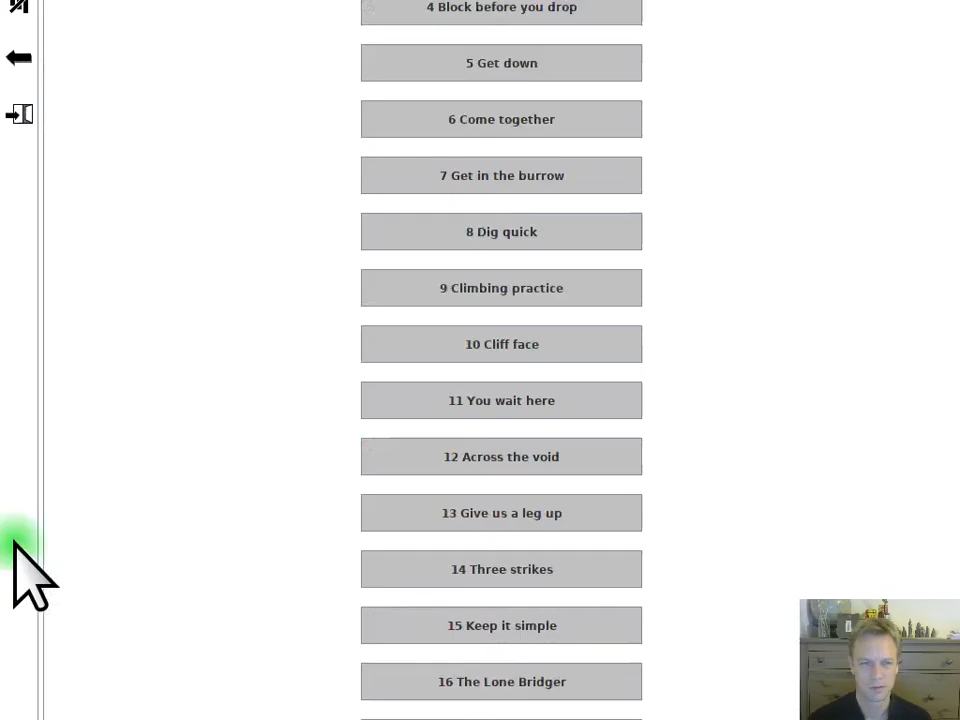 4 Block before you drop
5 Get down
6 Come together
7 Get in the burrow
8 Dig quick
9 Climbing practice
10 Cliff face
11 You wait here
12 Across the void
13 Give us a leg up
14 Three strikes
15 Keep it simple
16 The Lone Bridger